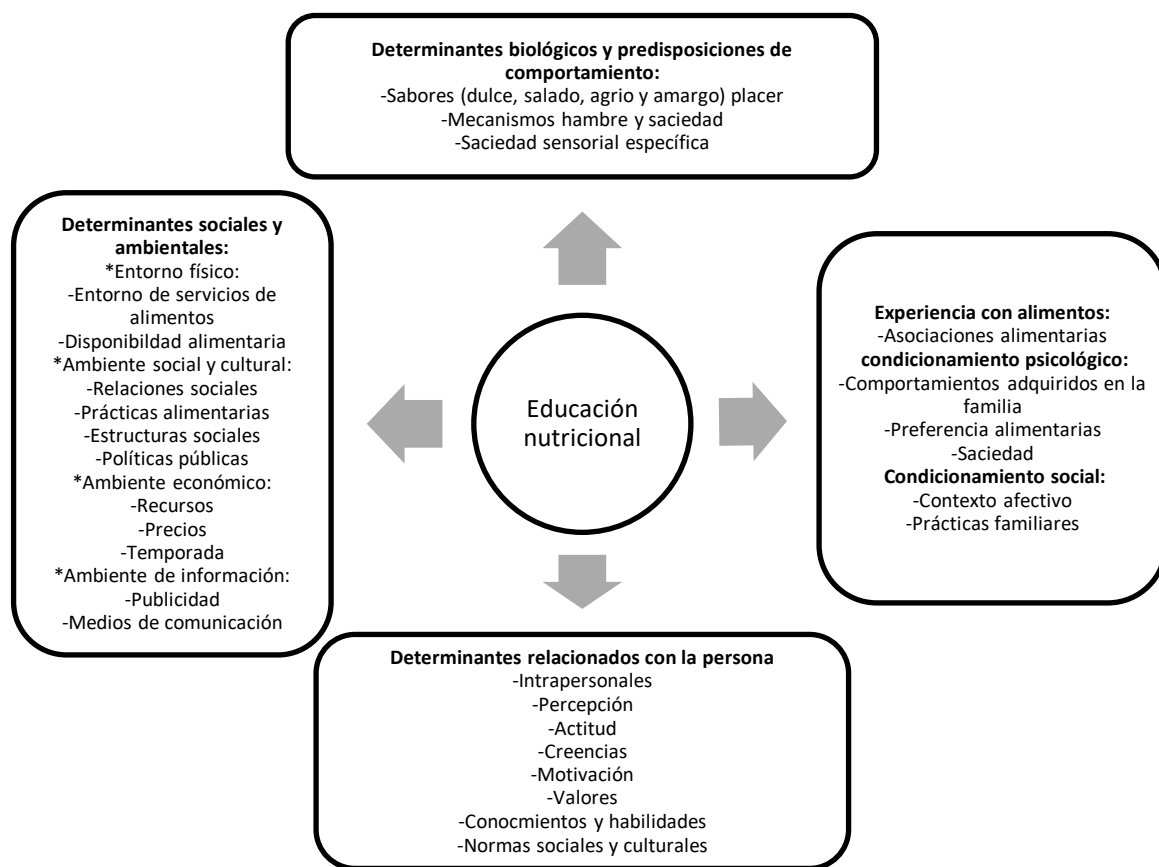 Determinantes biológicos y predisposiciones de
comportamiento:
-Sabores (dulce, salado, agrio y amargo) placer
-Mecanismos hambre y saciedad
-Saciedad sensorial específica
Determinantes sociales y
ambientales:
*Entorno físico:
-Entorno de servicios de
alimentos
-Disponibildad alimentaria
*Ambiente social y cultural:
-Relaciones sociales
-Prácticas alimentarias
-Estructuras sociales
-Políticas públicas
*Ambiente económico:
-Recursos
-Precios
-Temporada
*Ambiente de información:
-Publicidad
-Medios de comunicación
Educación
nutricional
Experiencia con alimentos:
-Asociaciones alimentarias
condicionamiento psicológico:
-Comportamientos adquiridos en la
familia
-Preferencia alimentarias
-Saciedad
Condicionamiento social:
-Contexto afectivo
-Prácticas familiares
Determinantes relacionados con la persona
-Intrapersonales
-Percepción
-Actitud
-Creencias
-Motivación
-Valores
-Conocmientos y habilidades
-Normas sociales y culturales